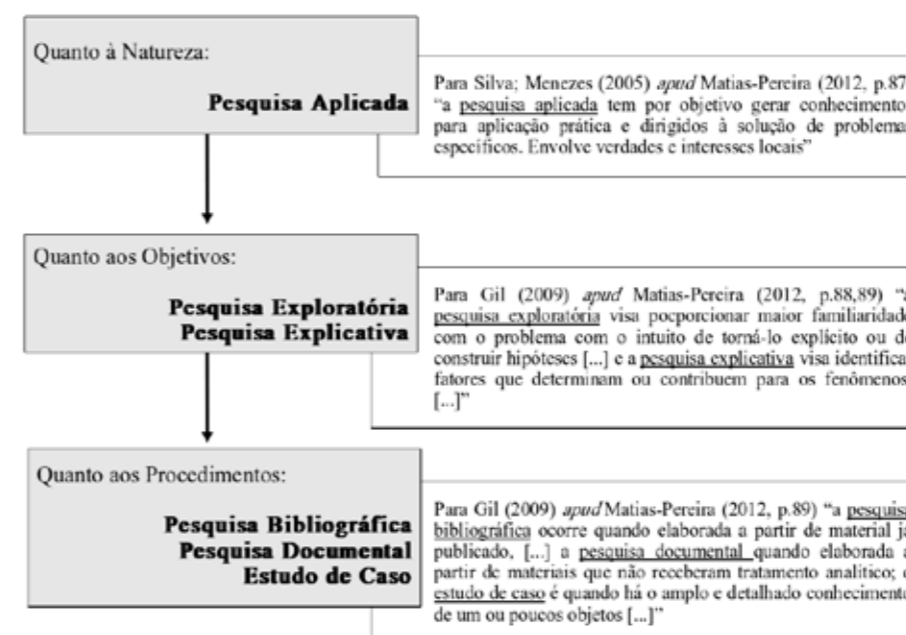 Quanto à Natureza:
Pesquisa Aplicada
Para Silva; Menezes (2005) apud Matias-Pereira (2012, p.87
“a pesquisa aplicada tem por objetivo gerar conhecimento
para aplicação prática e dirigidos à solução de problema
específicos. Envolve verdades e interesses locais”
Quanto aos Objetivos:
Pesquisa Exploratória
Pesquisa Explicativa
Para Gil (2009) apud Matias-Pereira (2012, p.88,89) “a
pesquisa exploratória visa pocporcionar maior familiaridad
com o problema com o intuito de torná-lo explícito ou d
construir hipóteses [...] e a pesquisa explicativa visa identifica
fatores que determinam ou contribuem para os fenômenos
[...]”
Quanto aos Procedimentos:
Pesquisa Bibliográfica
Pesquisa Documental
Estudo de Caso
Para Gil (2009) apud Matias-Pereira (2012, p.89) “a pesquisa
bibliográfica ocorre quando elaborada a partir de material j
publicado, [...] a pesquisa documental quando elaborada a
partir de materiais que não receberam tratamento analítico; o
estudo de caso é quando há o amplo e detalhado conheciment
de um ou poucos objetos [...]”